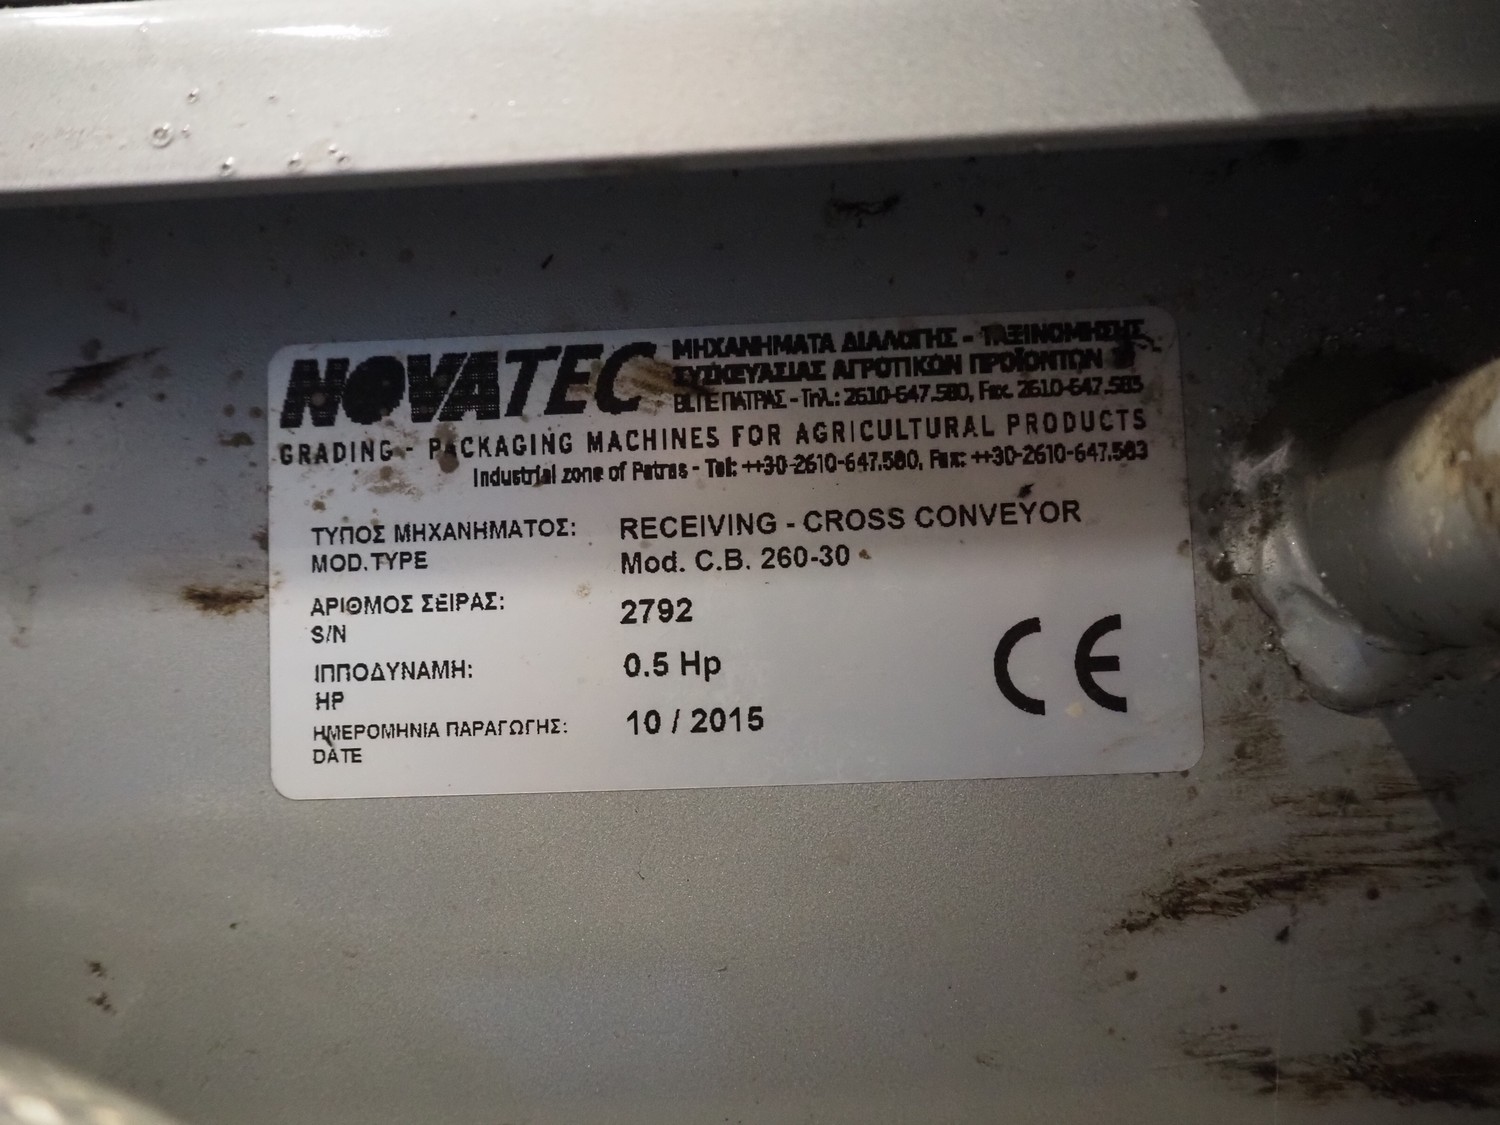 NOVATEC
ΜΗΧΑΝΗΜΑΤΑ ΔΙΑΛΟΓΗΣ - ΤΑΞΙΝΟΜΗΣΗΣ
ΣΥΣΚΕΥΑΣΙΑΣ ΑΓΡΟΤΙΚΩΝ ΠΡΟΪΟΝΤΩΝ
ΒΙ.ΠΕ ΠΑΤΡΑΣ - Τηλ.: 2610-647.580, Fax. 2610-647.583
GRADING - PACKAGING MACHINES FOR AGRICULTURAL PRODUCTS
Industrial zone of Patras - Tel: ++30-2610-647.580, Fax: ++30-2610-647.583
ΤΥΠΟΣ ΜΗΧΑΝΗΜΑΤΟΣ: RECEIVING - CROSS CONVEYOR
MOD.TYPE Mod. C.B. 260-30
ΑΡΙΘΜΟΣ ΣΕΙΡΑΣ: 2792
S/N
ΙΠΠΟΔΥΝΑΜΗ: 0.5 Hp
HP
ΗΜΕΡΟΜΗΝΙΑ ΠΑΡΑΓΩΓΗΣ: 10 / 2015
DATE
CE